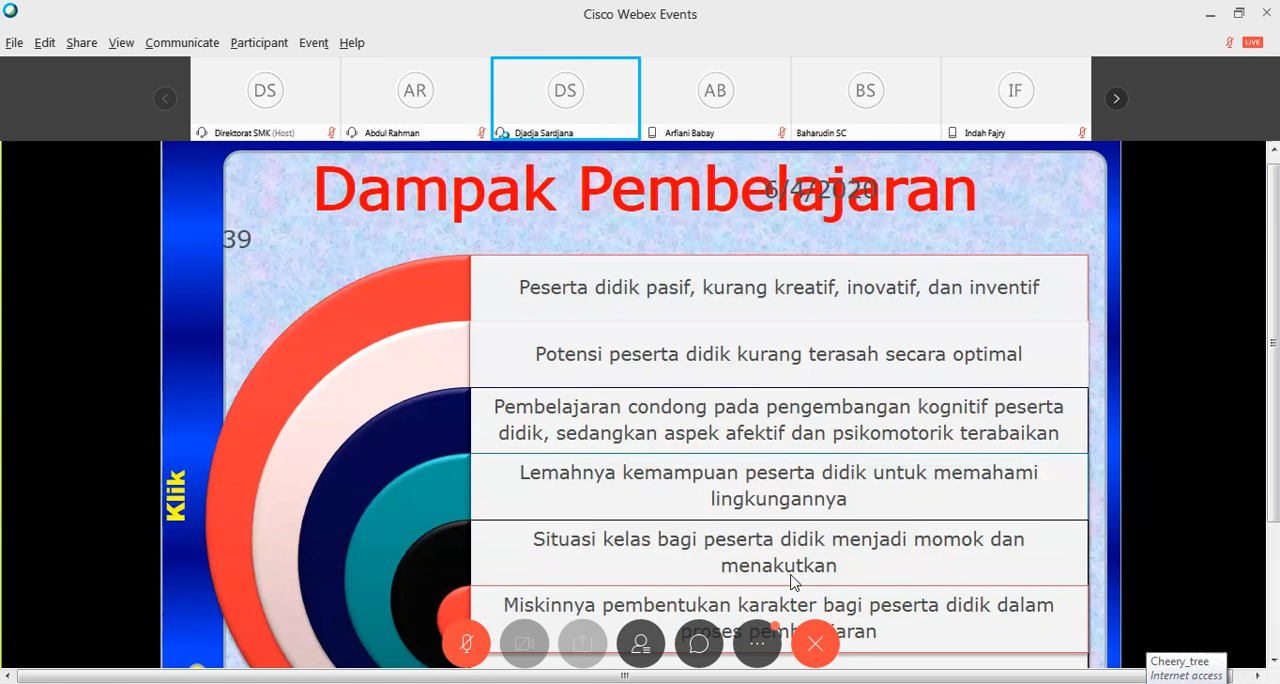 Cisco Webex Events
File Edit Share View Communicate Participant Event Help
LIVE
DS AR DS AB BS IF
Direktorat SMK (Host) Abdul Rahman Djadja Sardjana Arfiani Babay Baharudin SC Indah Fajry
Dampak Pembelajaran
6/4/2020
39
Peserta didik pasif, kurang kreatif, inovatif, dan inventif
Potensi peserta didik kurang terasah secara optimal
Pembelajaran condong pada pengembangan kognitif peserta
didik, sedangkan aspek afektif dan psikomotorik terabaikan
Lemahnya kemampuan peserta didik untuk memahami
lingkungannya
Klik
Situasi kelas bagi peserta didik menjadi momok dan
menakutkan
Miskinnya pembentukan karakter bagi peserta didik dalam
proses
Cheery_tree
Internet access